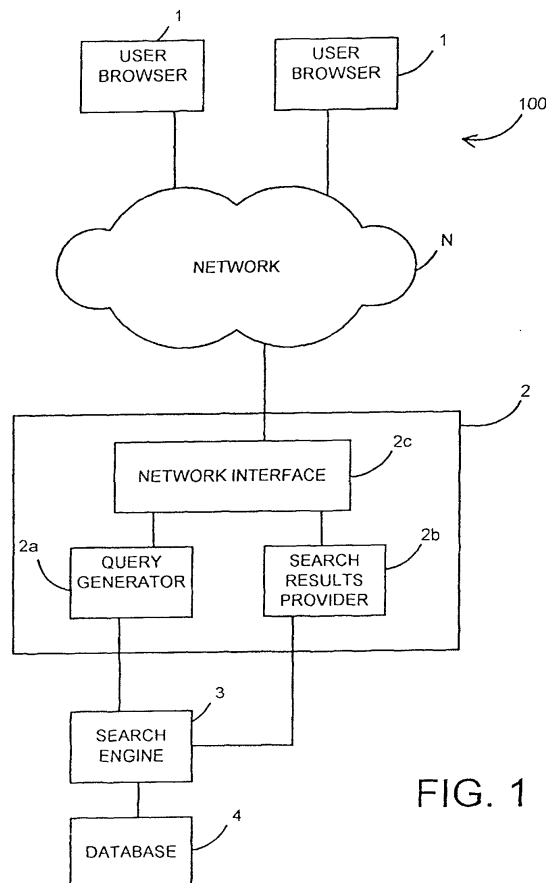 1
USER
BROWSER
USER
BROWSER
1
100
NETWORK
N
2
NETWORK INTERFACE
2c
2a
QUERY
GENERATOR
SEARCH
RESULTS
PROVIDER
2b
3
SEARCH
ENGINE
4
DATABASE
FIG. 1